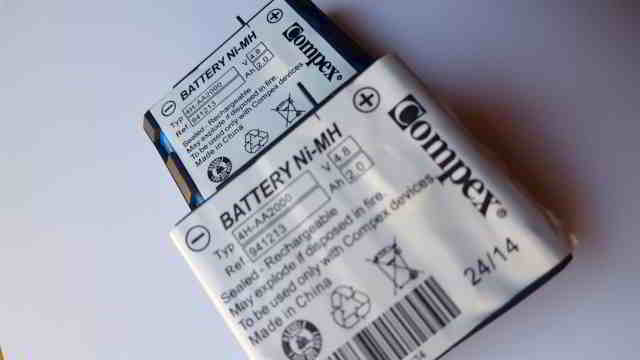 Compex
BATTERY Ni-MH
Typ 4H-AA2000 V 4.8
Ref 941213 Ah 2.0
Sealed - Rechargeable
May explode if disposed in fire.
To be used only with Compex devices
Made in China
Compex®
BATTERY Ni-MH
Typ 4H-AA2000 V 4.8
Ref 941213 Ah 2.0
Sealed - Rechargeable
May explode if disposed in fire.
To be used only with Compex devices.
Made in China
24/14